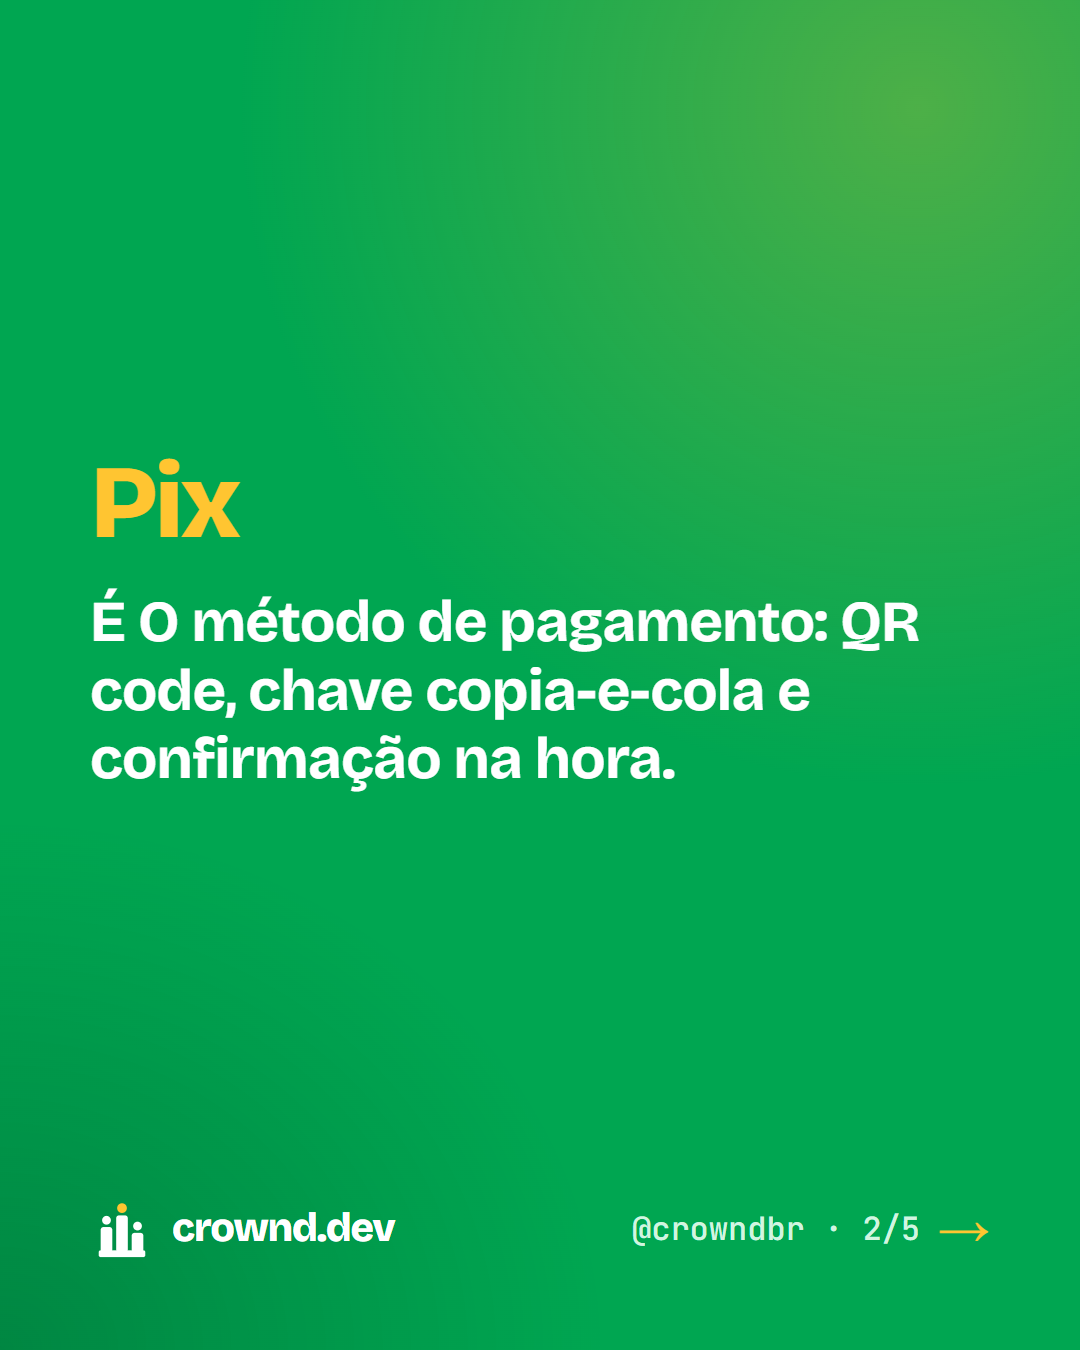 Pix
É O método de pagamento: QR
code, chave copia-e-cola e
confirmação na hora.
crownd.dev
@crowndbr · 2/5 →